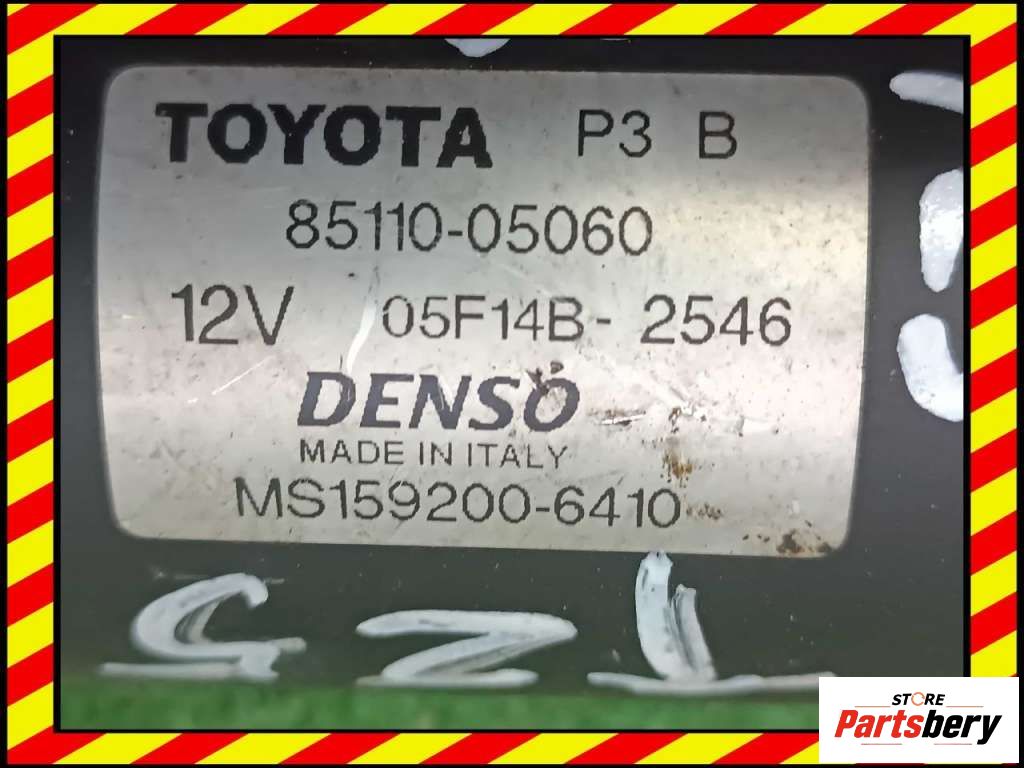 TOYOTA P3 B
85110-05060
12V 05F14B- 2546
DENSO
MADE IN ITALY
MS159200-6410
STORE
Partsbery